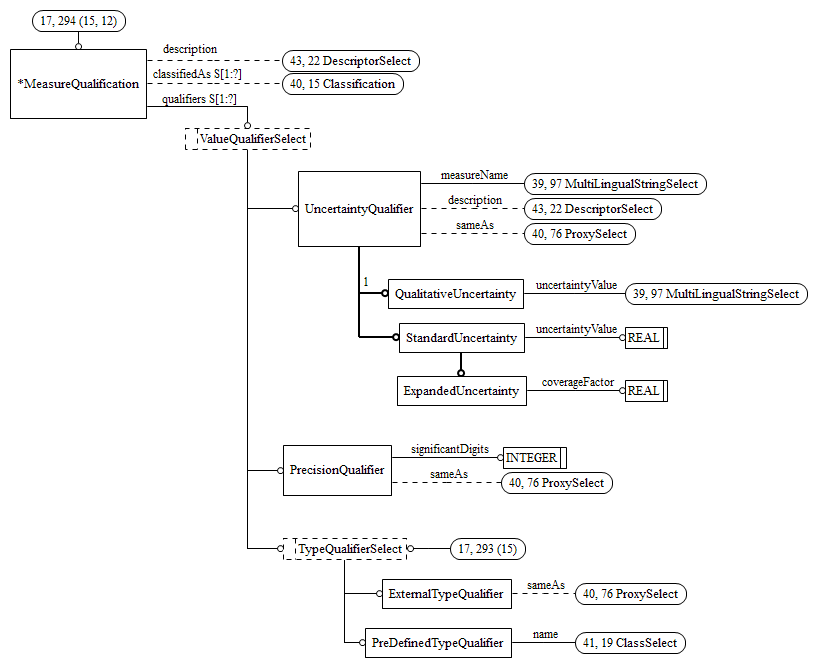 17, 294 (15, 12)
*MeasureQualification
description
43, 22 DescriptorSelect
classifiedAs S[1:?]
40, 15 Classification
qualifiers S[1:?]
ValueQualifierSelect
UncertaintyQualifier
measureName
39, 97 MultiLingualStringSelect
description
43, 22 DescriptorSelect
sameAs
40, 76 ProxySelect
1
QualitativeUncertainty
uncertaintyValue
39, 97 MultiLingualStringSelect
StandardUncertainty
uncertaintyValue
REAL
ExpandedUncertainty
coverageFactor
REAL
PrecisionQualifier
significantDigits
INTEGER
sameAs
40, 76 ProxySelect
TypeQualifierSelect
17, 293 (15)
ExternalTypeQualifier
sameAs
40, 76 ProxySelect
PreDefinedTypeQualifier
name
41, 19 ClassSelect